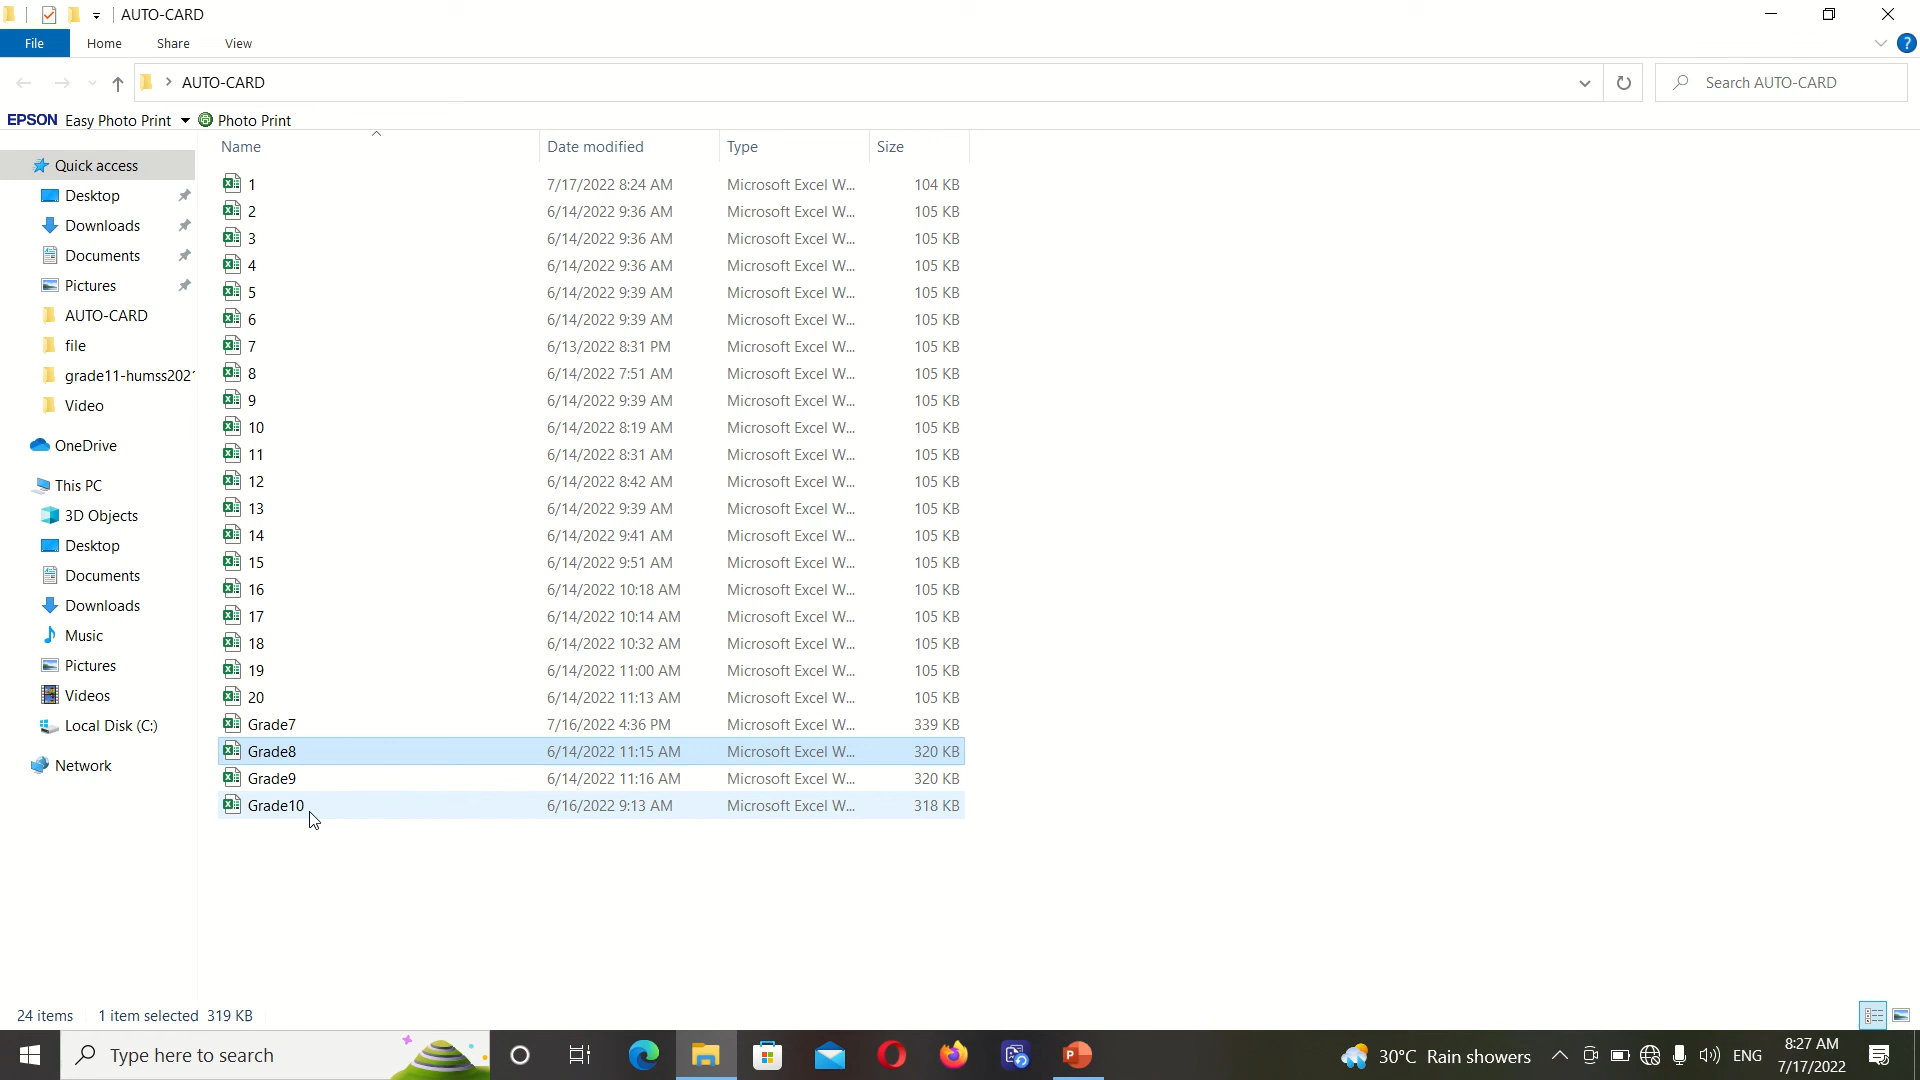 AUTO-CARD
File Home Share View
AUTO-CARD
Search AUTO-CARD
EPSON Easy Photo Print Photo Print
Name Date modified Type Size
Quick access
Desktop
Downloads
Documents
Pictures
AUTO-CARD
file
grade11-humss2021
Video
OneDrive
This PC
3D Objects
Desktop
Documents
Downloads
Music
Pictures
Videos
Local Disk (C:)
Network
1 7/17/2022 8:24 AM Microsoft Excel W... 104 KB
2 6/14/2022 9:36 AM Microsoft Excel W... 105 KB
3 6/14/2022 9:36 AM Microsoft Excel W... 105 KB
4 6/14/2022 9:36 AM Microsoft Excel W... 105 KB
5 6/14/2022 9:39 AM Microsoft Excel W... 105 KB
6 6/14/2022 9:39 AM Microsoft Excel W... 105 KB
7 6/13/2022 8:31 PM Microsoft Excel W... 105 KB
8 6/14/2022 7:51 AM Microsoft Excel W... 105 KB
9 6/14/2022 9:39 AM Microsoft Excel W... 105 KB
10 6/14/2022 8:19 AM Microsoft Excel W... 105 KB
11 6/14/2022 8:31 AM Microsoft Excel W... 105 KB
12 6/14/2022 8:42 AM Microsoft Excel W... 105 KB
13 6/14/2022 9:39 AM Microsoft Excel W... 105 KB
14 6/14/2022 9:41 AM Microsoft Excel W... 105 KB
15 6/14/2022 9:51 AM Microsoft Excel W... 105 KB
16 6/14/2022 10:18 AM Microsoft Excel W... 105 KB
17 6/14/2022 10:14 AM Microsoft Excel W... 105 KB
18 6/14/2022 10:32 AM Microsoft Excel W... 105 KB
19 6/14/2022 11:00 AM Microsoft Excel W... 105 KB
20 6/14/2022 11:13 AM Microsoft Excel W... 105 KB
Grade7 7/16/2022 4:36 PM Microsoft Excel W... 339 KB
Grade8 6/14/2022 11:15 AM Microsoft Excel W... 320 KB
Grade9 6/14/2022 11:16 AM Microsoft Excel W... 320 KB
Grade10 6/16/2022 9:13 AM Microsoft Excel W... 318 KB
24 items 1 item selected 319 KB
Type here to search
30°C Rain showers
ENG
8:27 AM
7/17/2022